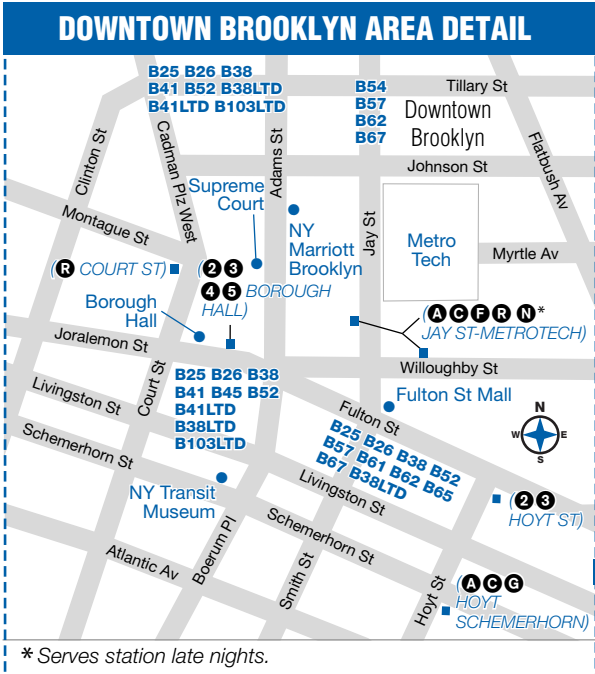 DOWNTOWN BROOKLYN AREA DETAIL
B25 B26 B38
B41 B52 B38LTD
B41LTD B103LTD
B54
B57
B62
B67
Tillary St
Downtown
Brooklyn
Johnson St
Flatbush Av
Clinton St
Cadman Plz West
Adams St
Jay St
Supreme
Court
NY
Marriott
Brooklyn
Metro
Tech
Myrtle Av
Montague St
(R COURT ST)
(2 3
4 5 BOROUGH
HALL)
Borough
Hall
(A C F R N*
JAY ST-METROTECH)
Joralemon St
Willoughby St
Court St
B25 B26 B38
B41 B45 B52
B41LTD
B38LTD
B103LTD
Fulton St Mall
Livingston St
Fulton St
B25 B26 B38 B52
B57 B61 B62 B65
B67 B38LTD
N
W E
S
Schemerhorn St
Livingston St
NY Transit
Museum
(2 3
HOYT ST)
Schemerhorn St
Atlantic Av
Boerum Pl
Smith St
Hoyt St
(A C G
HOYT
SCHEMERHORN)
* Serves station late nights.